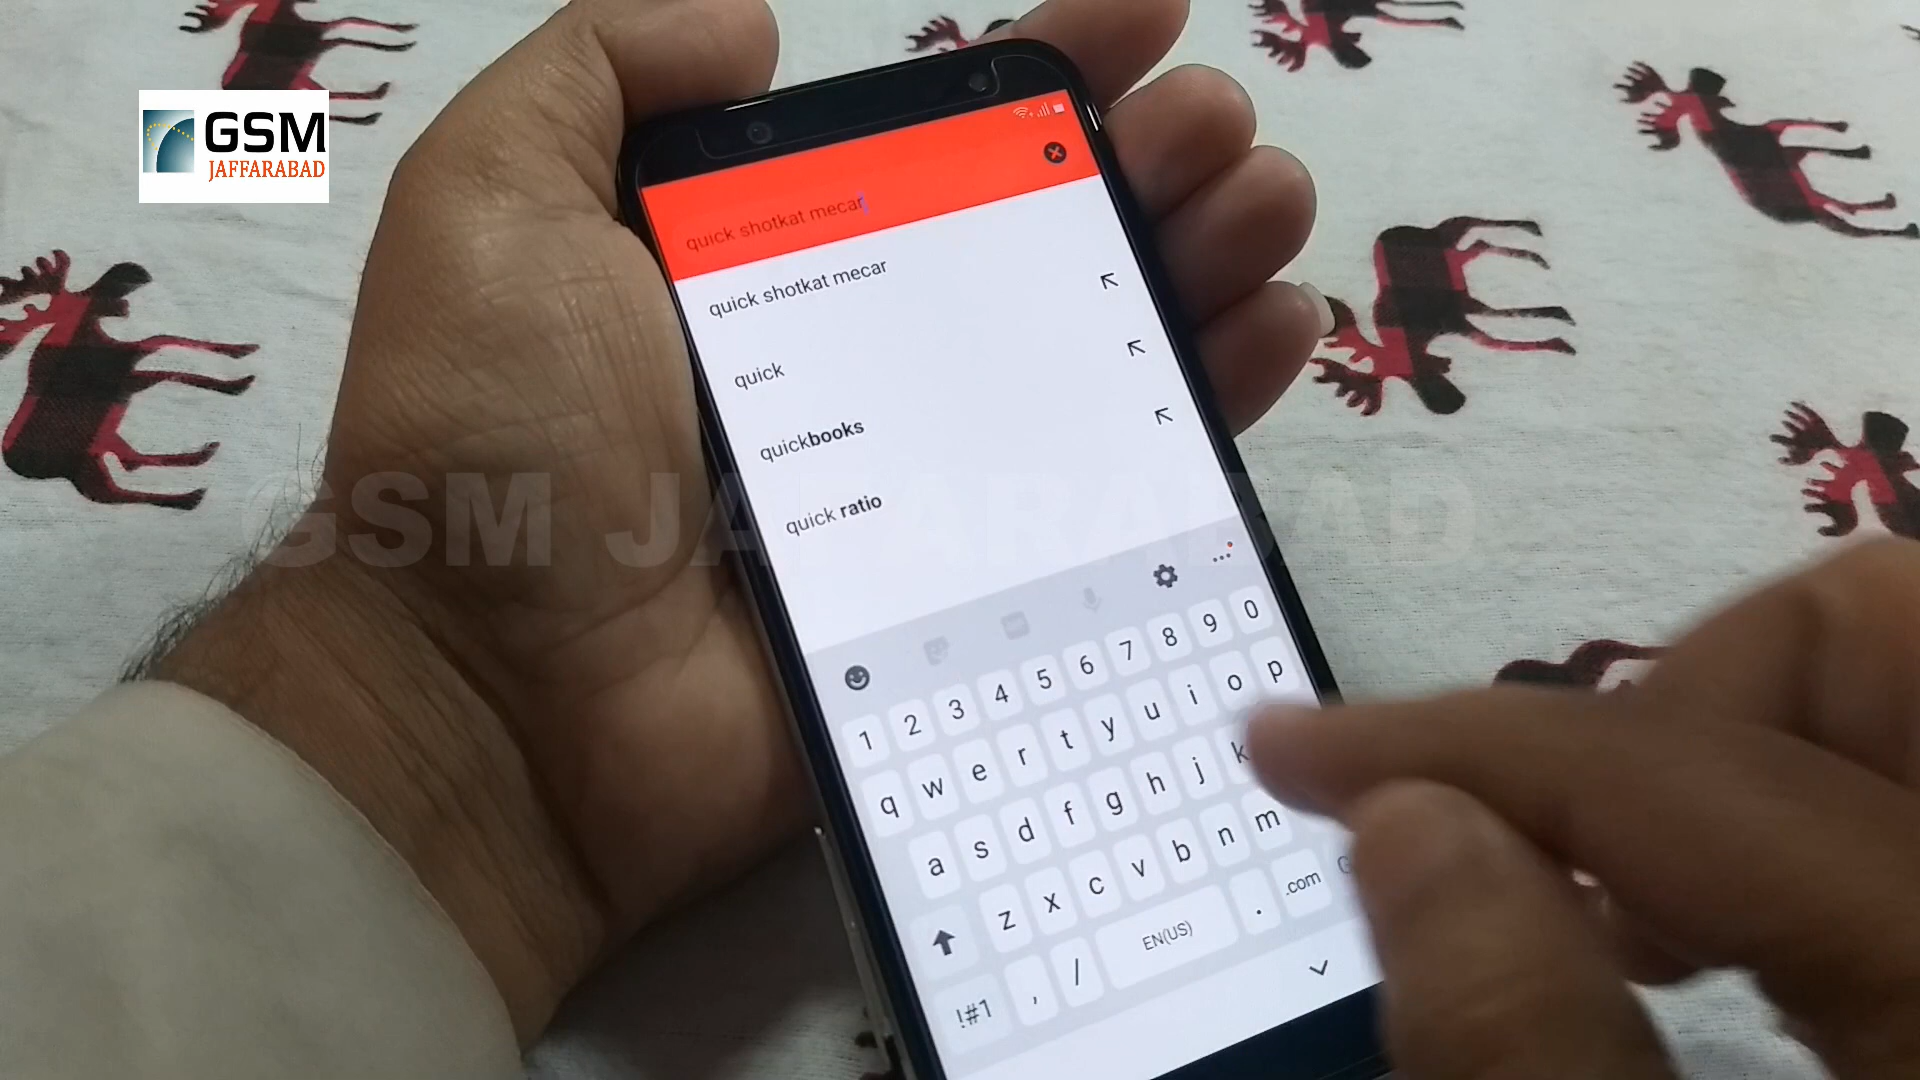 GSM
JAFFARABAD
quick shotkat mecar
quick shotkat mecar
quick
quickbooks
quick ratio
GSM JAFARABAD
1 2 3 4 5 6 7 8 9 0
q w e r t y u i o p
a s d f g h j k
z x c v b n m
!#1 , / EN(US) . .com